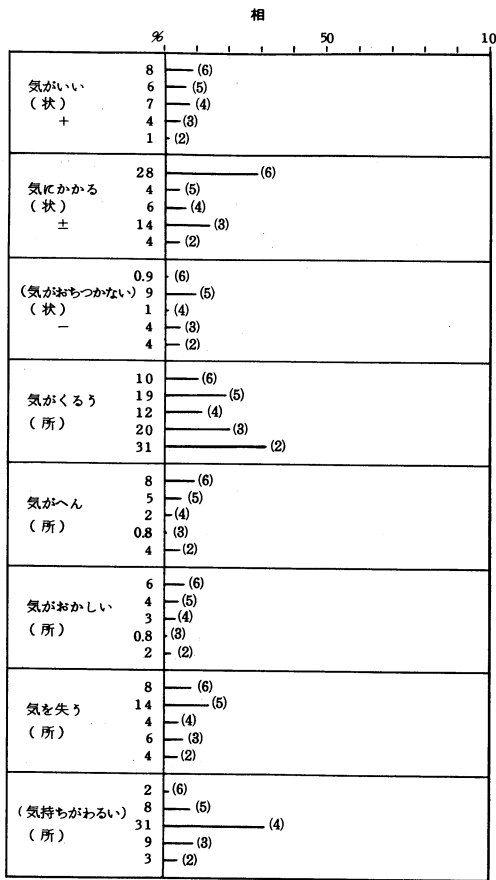 相
% 50 10
気がいい
(状)
+
8 (6)
6 (5)
7 (4)
4 (3)
1 (2)
気にかかる
(状)
±
28 (6)
4 (5)
6 (4)
14 (3)
4 (2)
(気がおちつかない)
(状)
−
0.9 (6)
9 (5)
1 (4)
4 (3)
4 (2)
気がくるう
(所)
10 (6)
19 (5)
12 (4)
20 (3)
31 (2)
気がへん
(所)
8 (6)
5 (5)
2 (4)
0.8 (3)
4 (2)
気がおかしい
(所)
6 (6)
4 (5)
3 (4)
0.8 (3)
2 (2)
気を失う
(所)
8 (6)
14 (5)
4 (4)
6 (3)
4 (2)
(気持ちがわるい)
(所)
2 (6)
8 (5)
31 (4)
9 (3)
3 (2)